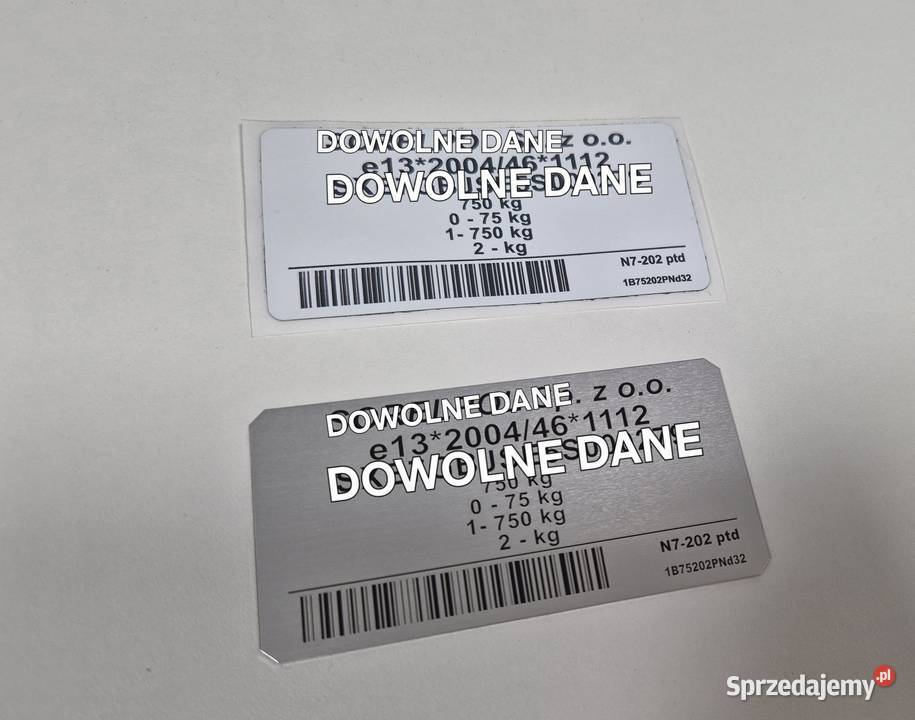 DOWOLNE DANE z o.o.
e13*2004/46*1112
DOWOLNE DANE
750 kg
0 - 75 kg
1- 750 kg
2 - kg
N7-202 ptd
1B75202PNd32
DOWOLNE DANE p. z o.o.
e13*2004/46*1112
DOWOLNE DANE
750 kg
0 - 75 kg
1- 750 kg
2 - kg
N7-202 ptd
1B75202PNd32
Sprzedajemy.pl